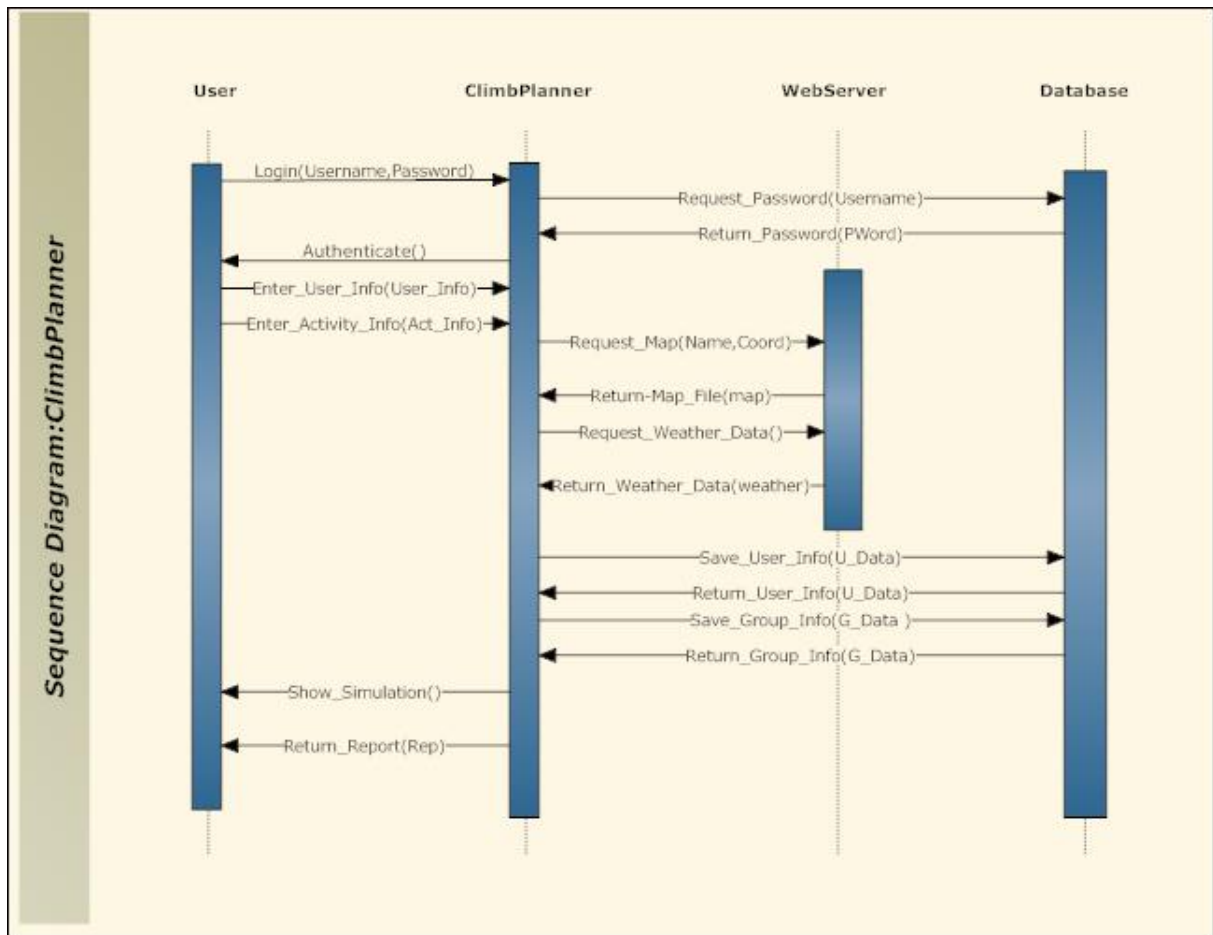 Sequence Diagram:ClimbPlanner
User
ClimbPlanner
WebServer
Database
Login(Username,Password)
Request_Password(Username)
Return_Password(PWord)
Authenticate()
Enter_User_Info(User_Info)
Enter_Activity_Info(Act_Info)
Request_Map(Name,Coord)
Return-Map_File(map)
Request_Weather_Data()
Return_Weather_Data(weather)
Save_User_Info(U_Data)
Return_User_Info(U_Data)
Save_Group_Info(G_Data )
Return_Group_Info(G_Data)
Show_Simulation()
Return_Report(Rep)